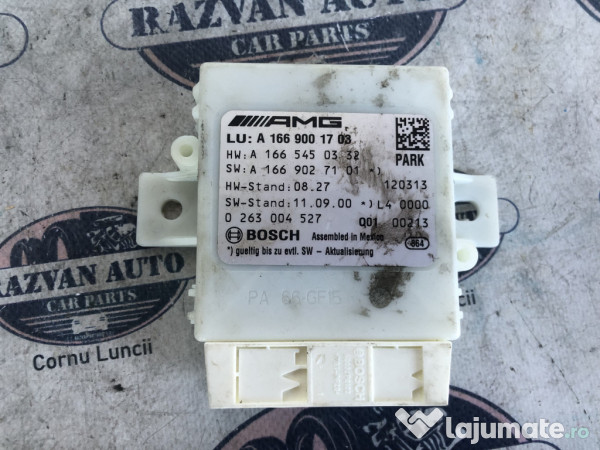 RAZVAN AUTO
CAR PARTS
AMG
LU: A 166 900 17 03
HW: A 166 545 03 32
PARK
SW: A 166 902 71 01 *)
HW-Stand: 08.27
120313
SW-Stand: 11.09.00 *) L4 0000
0 263 004 527
Q01 00213
BOSCH
Assembled in Mexico
864
*) gueltig bis zu evtl. SW - Aktualisierung
RAZVAN AUTO
CAR PARTS
Cornu Luncii
BOSCH
RAZVAN
lajumate.ro